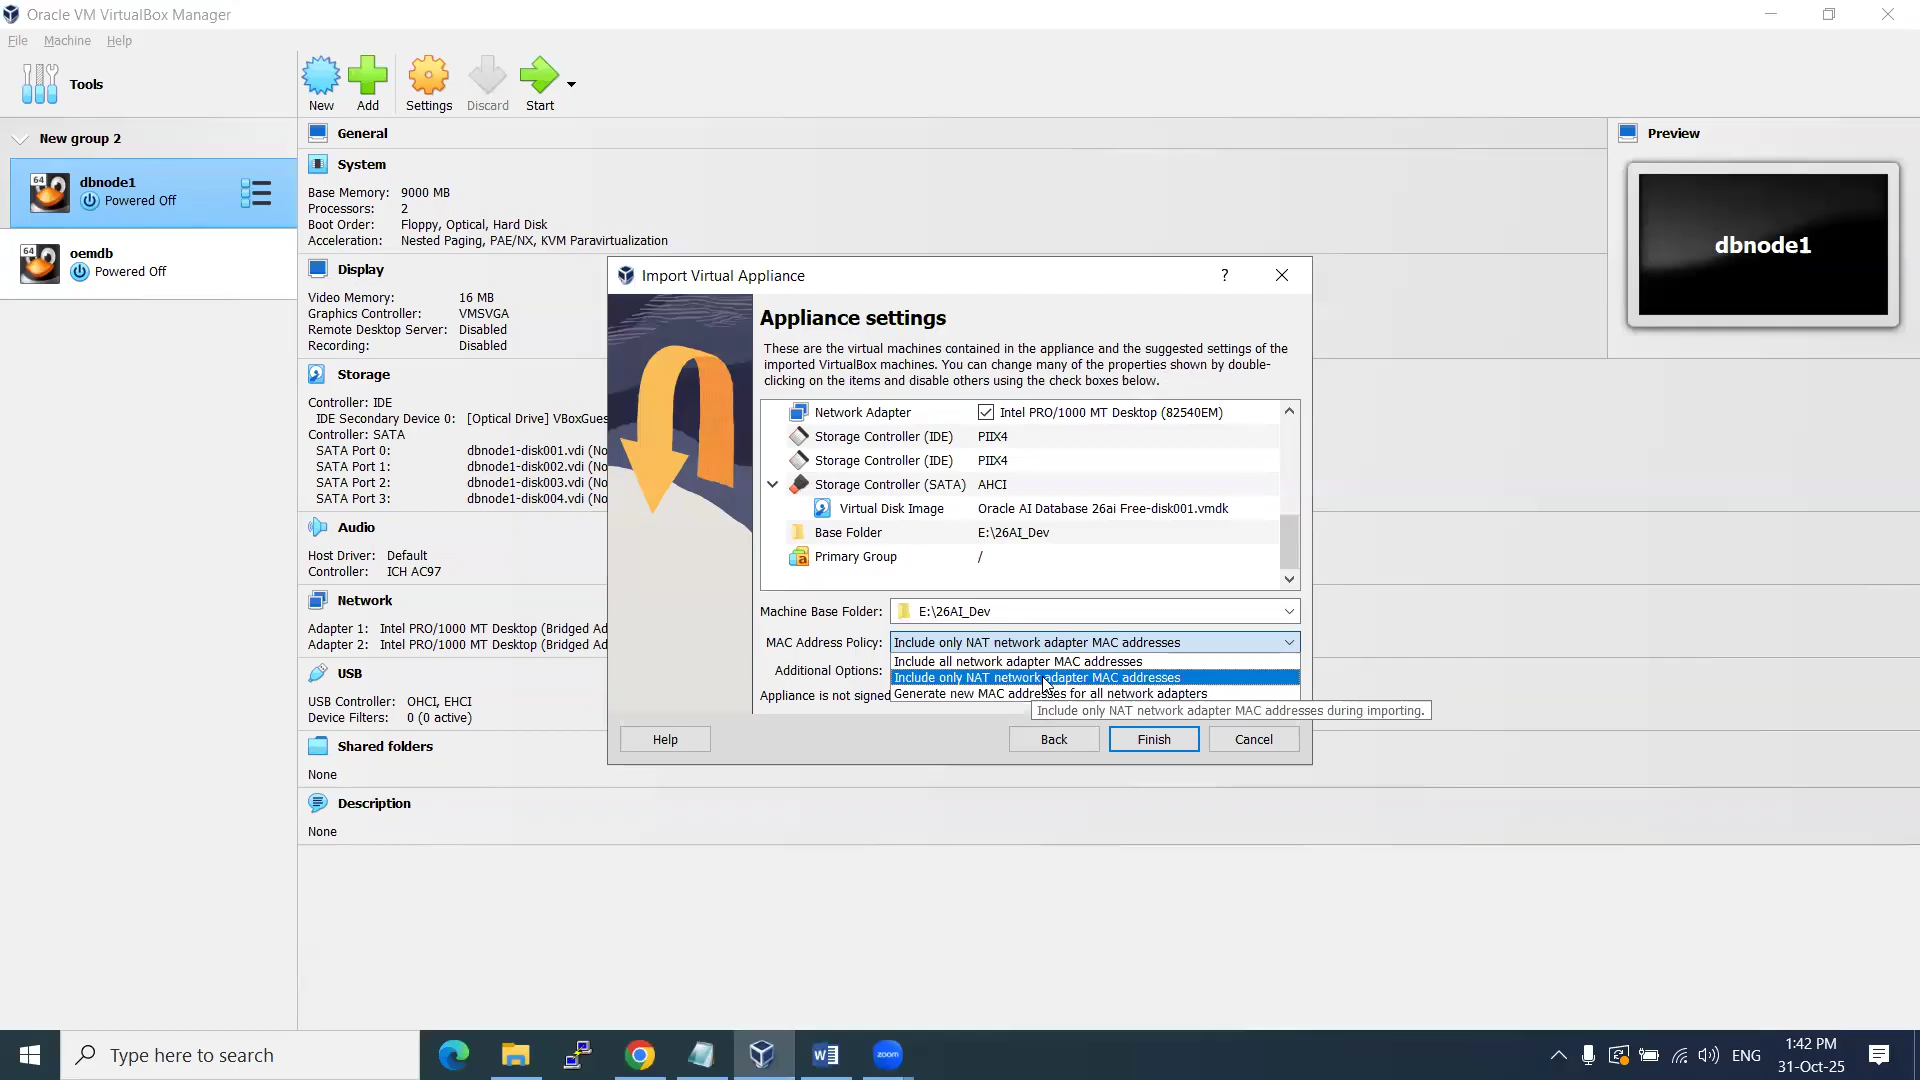 Oracle VM VirtualBox Manager
File Machine Help
Tools
New Add Settings Discard Start
New group 2
64 dbnode1
Powered Off
64 oemdb
Powered Off
General
System
Base Memory: 9000 MB
Processors: 2
Boot Order: Floppy, Optical, Hard Disk
Acceleration: Nested Paging, PAE/NX, KVM Paravirtualization
Display
Video Memory: 16 MB
Graphics Controller: VMSVGA
Remote Desktop Server: Disabled
Recording: Disabled
Storage
Controller: IDE
IDE Secondary Device 0: [Optical Drive] VBoxGues
Controller: SATA
SATA Port 0: dbnode1-disk001.vdi (No
SATA Port 1: dbnode1-disk002.vdi (No
SATA Port 2: dbnode1-disk003.vdi (No
SATA Port 3: dbnode1-disk004.vdi (No
Audio
Host Driver: Default
Controller: ICH AC97
Network
Adapter 1: Intel PRO/1000 MT Desktop (Bridged Ad
Adapter 2: Intel PRO/1000 MT Desktop (Bridged Ad
USB
USB Controller: OHCI, EHCI
Device Filters: 0 (0 active)
Shared folders
None
Description
None
Preview
dbnode1
Import Virtual Appliance
?
Appliance settings
These are the virtual machines contained in the appliance and the suggested settings of the
imported VirtualBox machines. You can change many of the properties shown by double-
clicking on the items and disable others using the check boxes below.
Network Adapter Intel PRO/1000 MT Desktop (82540EM)
Storage Controller (IDE) PIIX4
Storage Controller (IDE) PIIX4
Storage Controller (SATA) AHCI
Virtual Disk Image Oracle AI Database 26ai Free-disk001.vmdk
Base Folder E:\26AI_Dev
Primary Group /
Machine Base Folder: E:\26AI_Dev
MAC Address Policy: Include only NAT network adapter MAC addresses
Include all network adapter MAC addresses
Additional Options: Include only NAT network adapter MAC addresses
Appliance is not signed Generate new MAC addresses for all network adapters
Include only NAT network adapter MAC addresses during importing.
Help Back Finish Cancel
Type here to search
zoom
ENG
1:42 PM
31-Oct-25